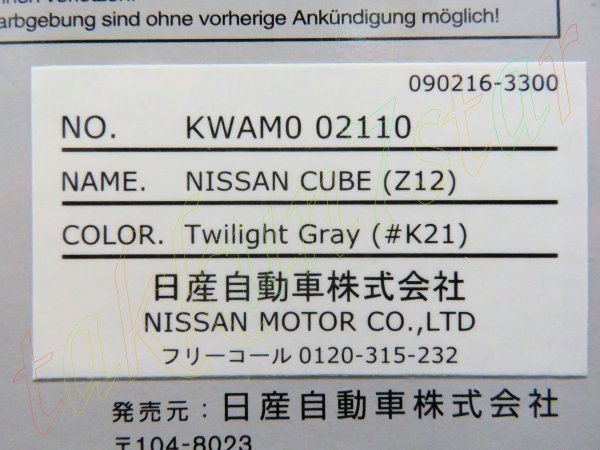 arbgebung sind ohne vorherige Ankündigung möglich!
090216-3300
NO. KWAM0 02110
NAME. NISSAN CUBE (Z12)
COLOR. Twilight Gray (#K21)
日産自動車株式会社
NISSAN MOTOR CO.,LTD
フリーコール 0120-315-232
発売元：日産自動車株式会社
〒104-8023